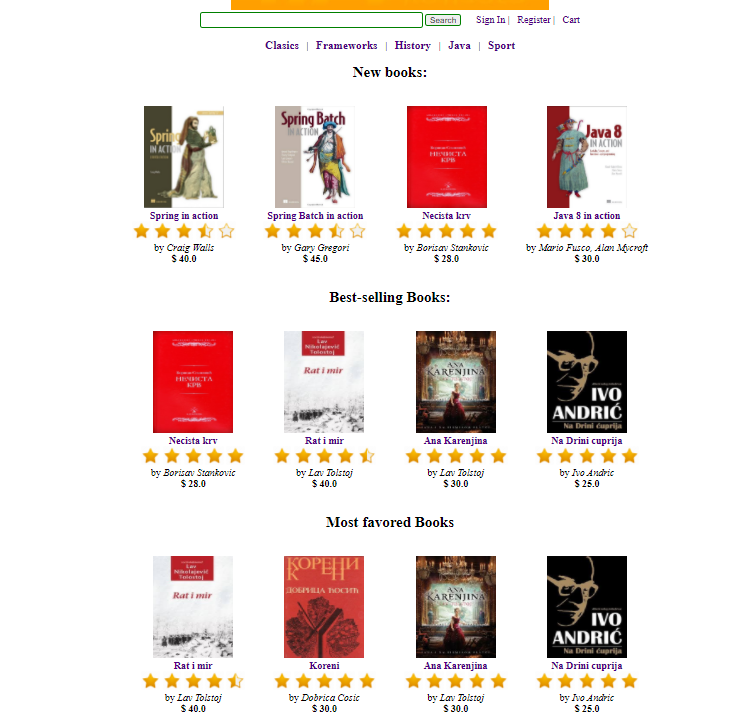 Search Sign In | Register | Cart
Clasics | Frameworks | History | Java | Sport
New books:
Spring IN ACTION
Spring Batch IN ACTION
НЕЧИСТА КРВ
Java 8 IN ACTION
Spring in action
Spring Batch in action
Necista krv
Java 8 in action
by Craig Walls
by Gary Gregori
by Borisav Stankovic
by Mario Fusco, Alan Mycroft
$ 40.0
$ 45.0
$ 28.0
$ 30.0
Best-selling Books:
НЕЧИСТА КРВ
Lav Nikolajevič Tolostoj
Rat i mir
ANA KARENJINA
IVO ANDRIĆ
Na Drini ćuprija
Necista krv
Rat i mir
Ana Karenjina
Na Drini cuprija
by Borisav Stankovic
by Lav Tolstoj
by Lav Tolstoj
by Ivo Andric
$ 28.0
$ 40.0
$ 30.0
$ 25.0
Most favored Books
Lav Nikolajevič Tolostoj
Rat i mir
КОРЕНИ
ДОБРИЦА ЋОСИЋ
ANA KARENJINA
IVO ANDRIĆ
Na Drini ćuprija
Rat i mir
Koreni
Ana Karenjina
Na Drini cuprija
by Lav Tolstoj
by Dobrica Cosic
by Lav Tolstoj
by Ivo Andric
$ 40.0
$ 30.0
$ 30.0
$ 25.0